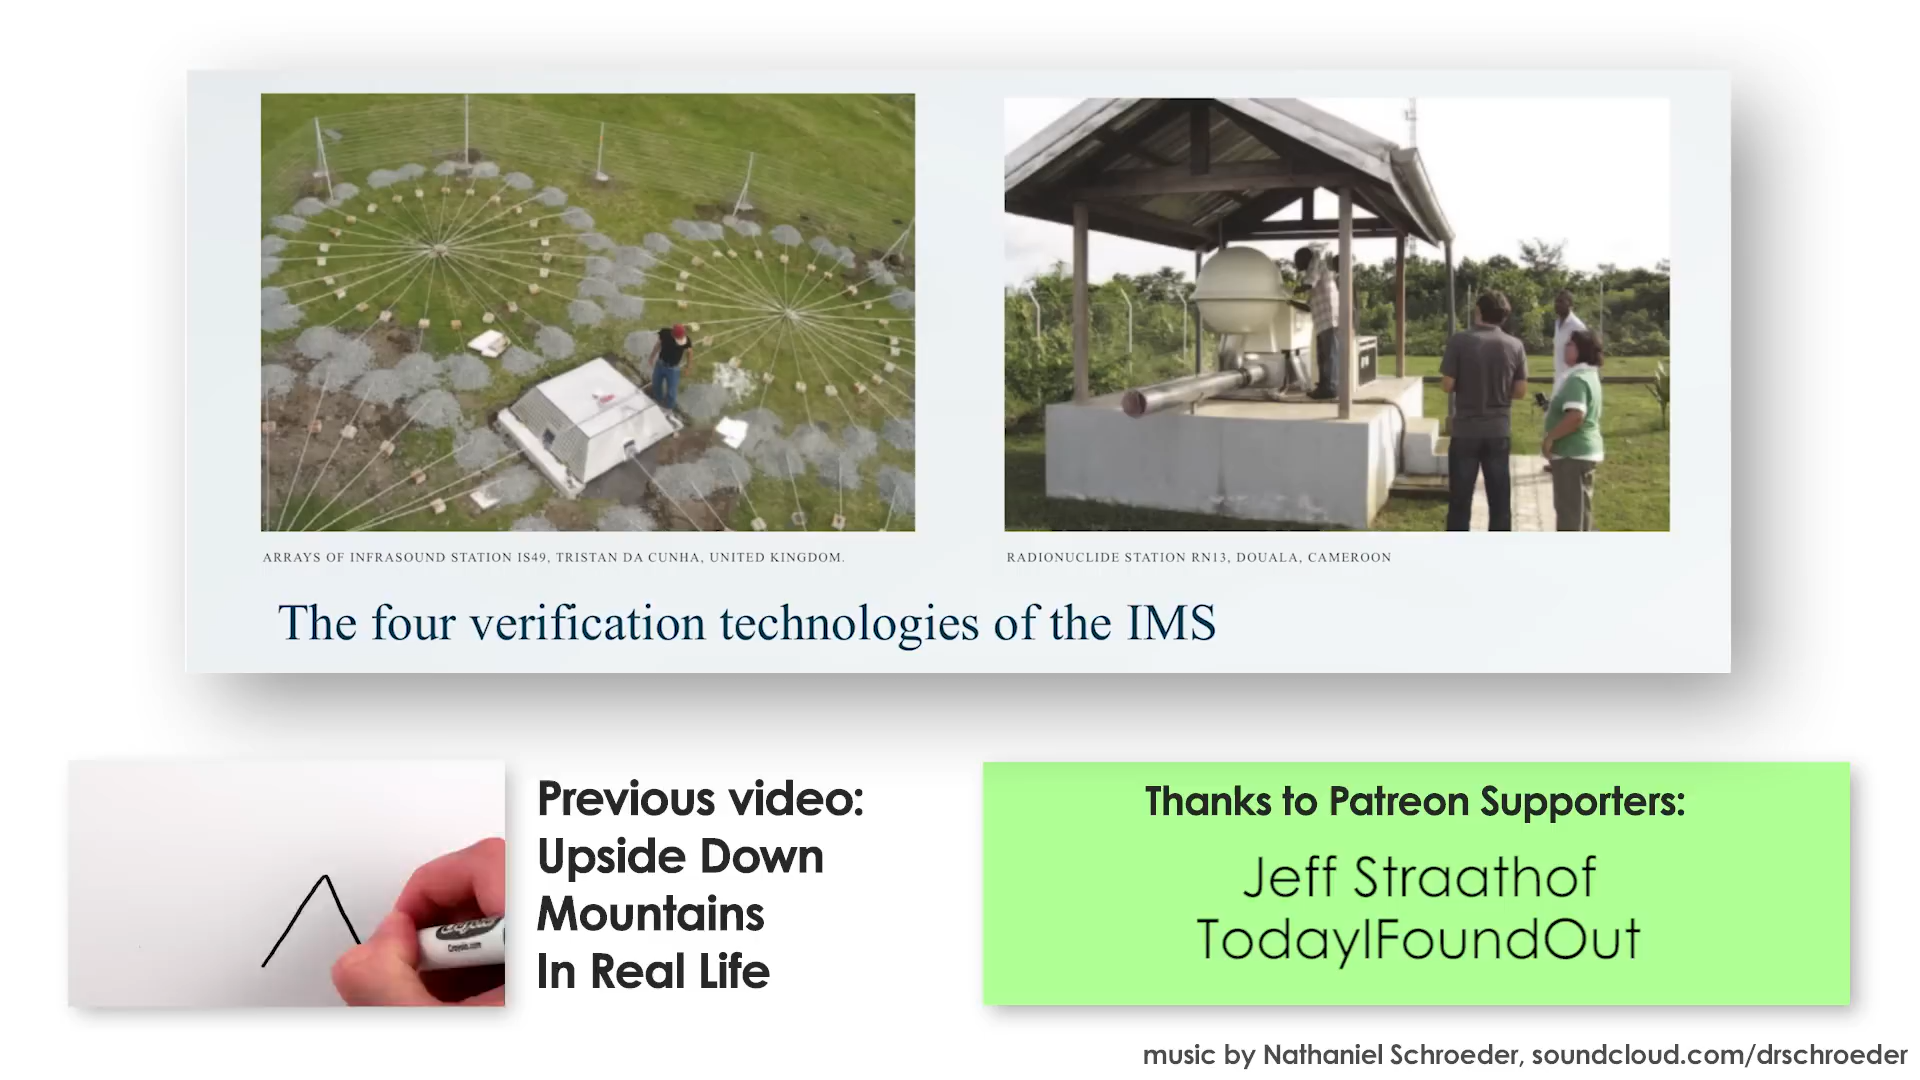 ARRAYS OF INFRASOUND STATION IS49, TRISTAN DA CUNHA, UNITED KINGDOM.
RADIONUCLIDE STATION RN13, DOUALA, CAMEROON
The four verification technologies of the IMS
Previous video:
Upside Down
Mountains
In Real Life
Thanks to Patreon Supporters:
Jeff Straathof
TodayIFoundOut
music by Nathaniel Schroeder, soundcloud.com/drschroeder